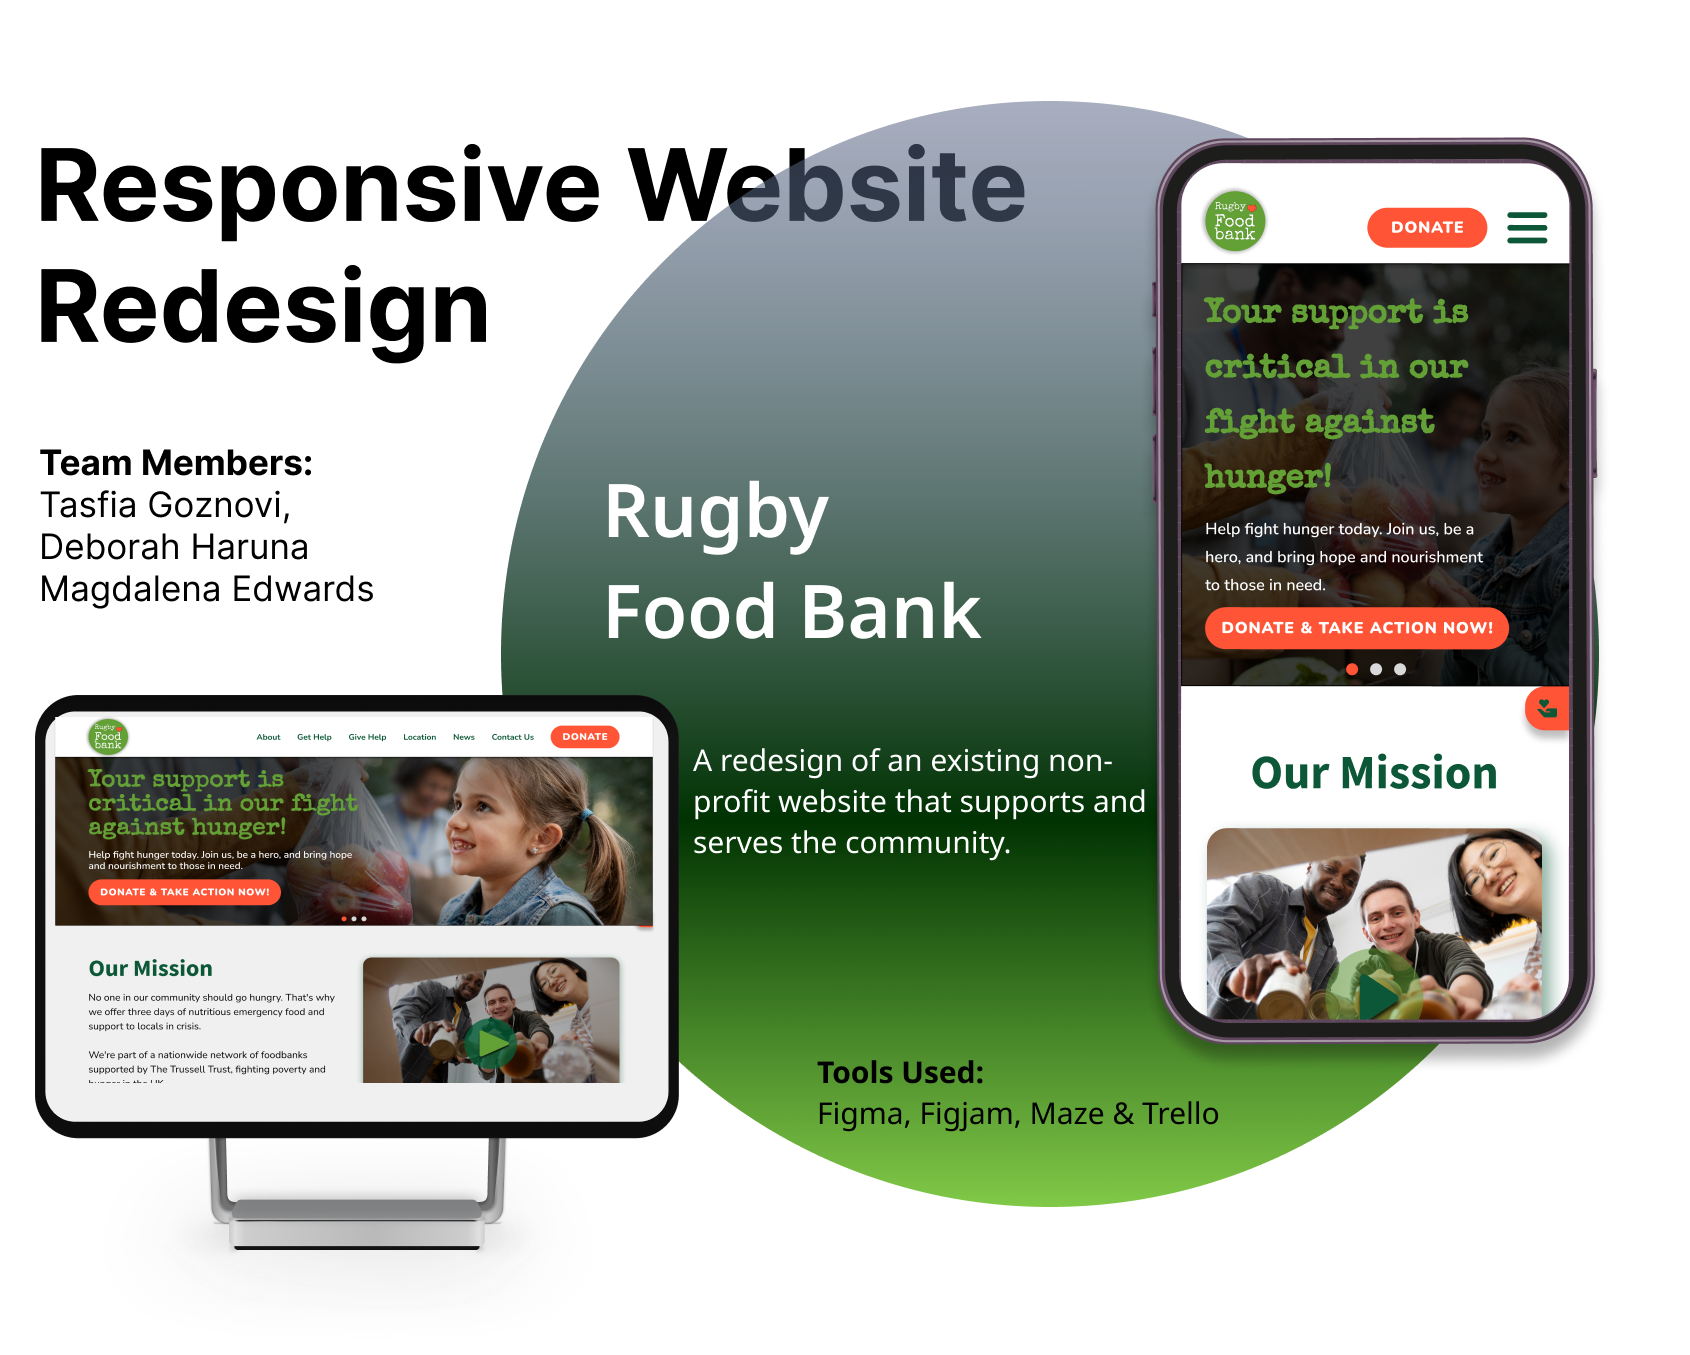 Responsive Website
Redesign
Team Members:
Tasfia Goznovi,
Deborah Haruna
Magdalena Edwards
Rugby
Food Bank
A redesign of an existing non-
profit website that supports and
serves the community.
Tools Used:
Figma, Figjam, Maze & Trello
Rugby
Food
bank
About
Get Help
Give Help
Location
News
Contact Us
DONATE
Your support is
critical in our fight
against hunger!
Help fight hunger today. Join us, be a hero, and bring hope
and nourishment to those in need.
DONATE & TAKE ACTION NOW!
Our Mission
No one in our community should go hungry. That's why
we offer three days of nutritious emergency food and
support to locals in crisis.
We're part of a nationwide network of foodbanks
supported by The Trussell Trust, fighting poverty and
hunger in the UK
Rugby
Food
bank
DONATE
Your support is
critical in our
fight against
hunger!
Help fight hunger today. Join us, be a
hero, and bring hope and nourishment
to those in need.
DONATE & TAKE ACTION NOW!
Our Mission